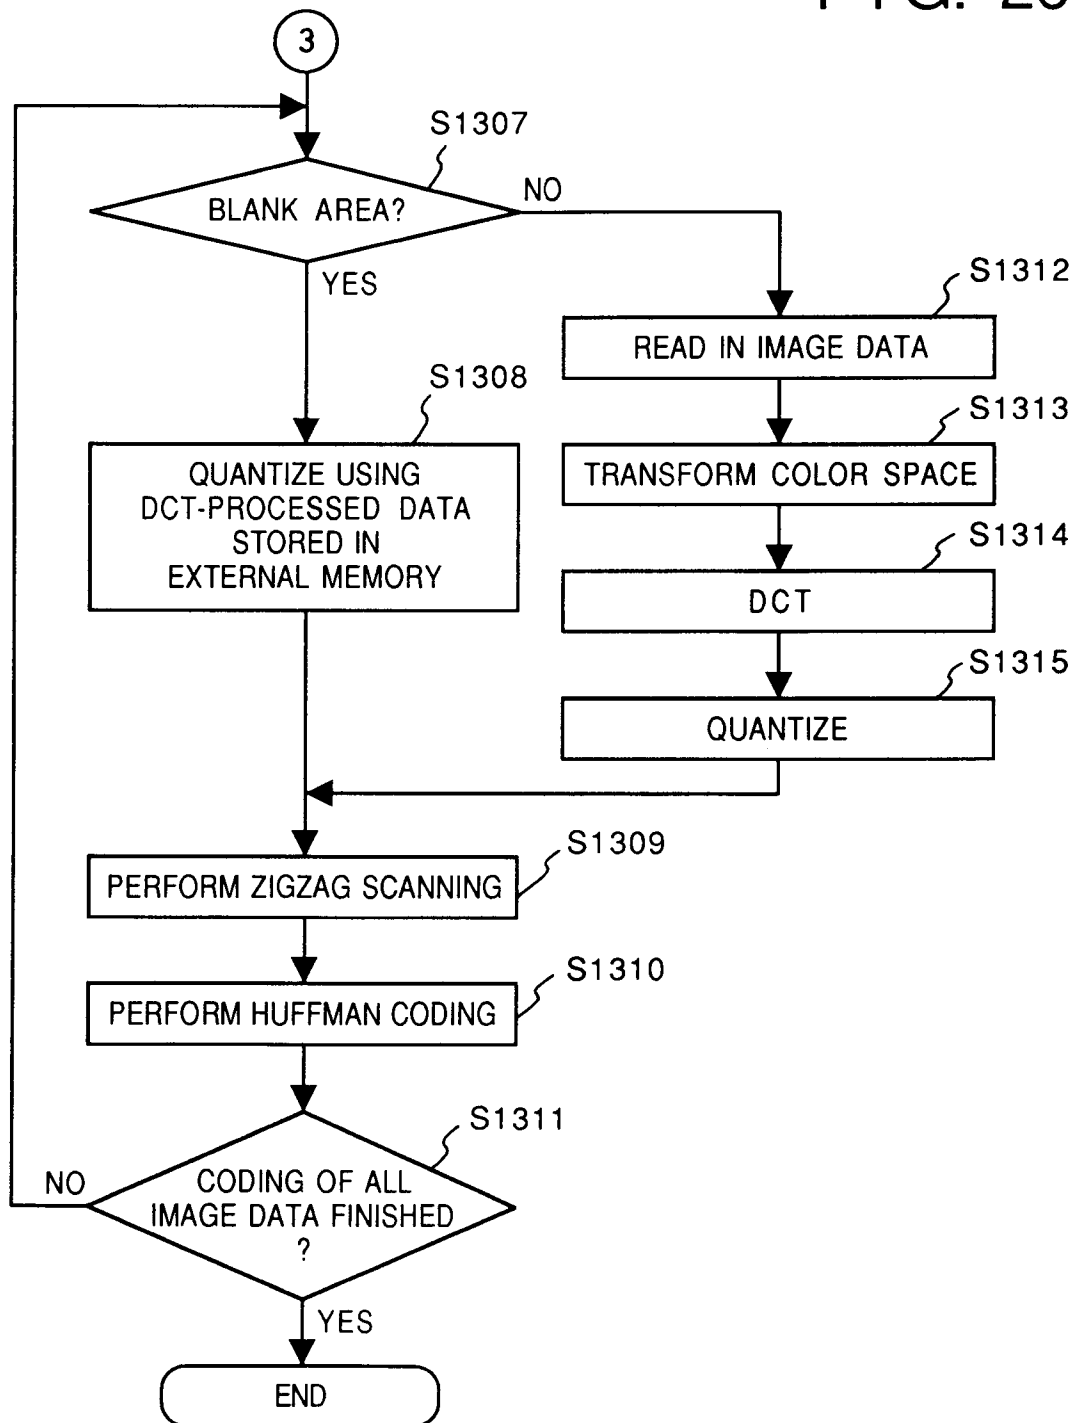 3
S1307
BLANK AREA?
NO
YES
S1312
READ IN IMAGE DATA
S1308
QUANTIZE USING
DCT-PROCESSED DATA
STORED IN
EXTERNAL MEMORY
S1313
TRANSFORM COLOR SPACE
S1314
DCT
S1315
QUANTIZE
S1309
PERFORM ZIGZAG SCANNING
S1310
PERFORM HUFFMAN CODING
S1311
CODING OF ALL
IMAGE DATA FINISHED
?
NO
YES
END